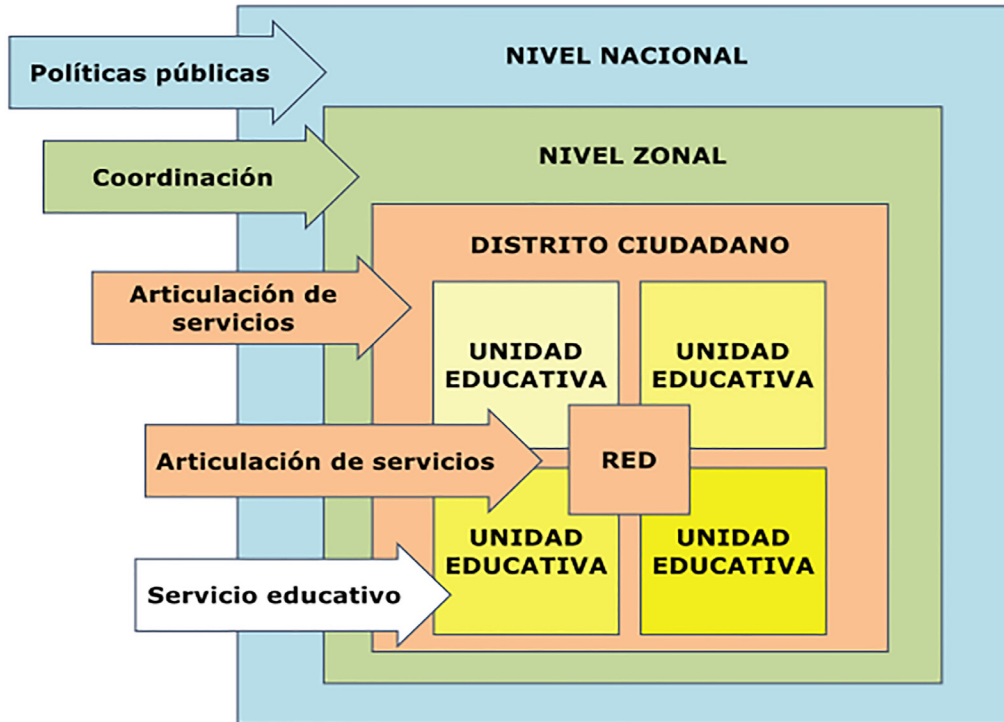 NIVEL NACIONAL
Políticas públicas
NIVEL ZONAL
Coordinación
DISTRITO CIUDADANO
Articulación de
servicios
UNIDAD
EDUCATIVA
UNIDAD
EDUCATIVA
Articulación de servicios
RED
UNIDAD
EDUCATIVA
UNIDAD
EDUCATIVA
Servicio educativo